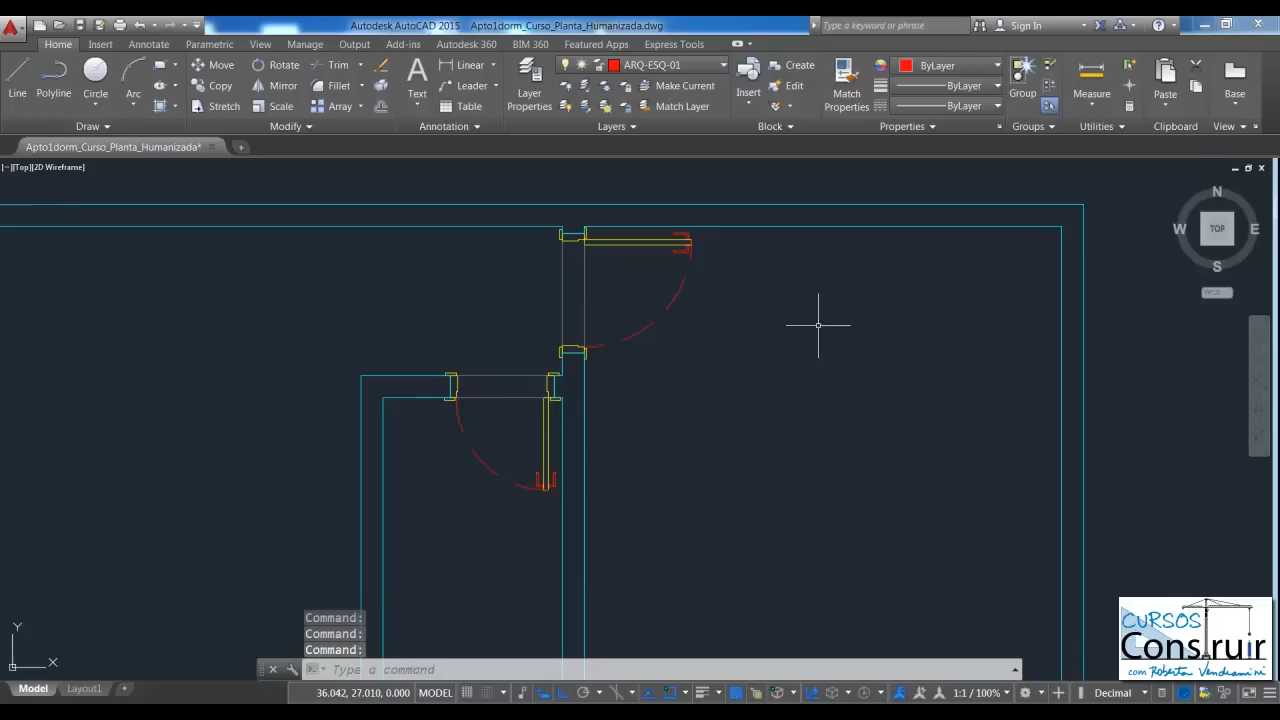 Autodesk AutoCAD 2015 Apto1dorm_Curso_Planta_Humanizada.dwg
Type a keyword or phrase
Sign In
Home Insert Annotate Parametric View Manage Output Add-ins Autodesk 360 BIM 360 Featured Apps Express Tools
Line Polyline Circle Arc
Move Rotate Trim
Copy Mirror Fillet
Stretch Scale Array
Text Linear
Leader
Table
Layer Properties
ARQ-ESQ-01
Make Current
Match Layer
Insert Create
Edit
Match Properties
ByLayer
ByLayer
ByLayer
Group
Measure
Paste
Base
Draw Modify Annotation Layers Block Properties Groups Utilities Clipboard View
Apto1dorm_Curso_Planta_Humanizada*
[−][Top][2D Wireframe]
N
W TOP E
S
WCS
Y
X
Command:
Command:
Command:
Type a command
CURSOS
Construir
com Roberta Vendramini
Model Layout1
36.042, 27.010, 0.000 MODEL 1:1 / 100% Decimal